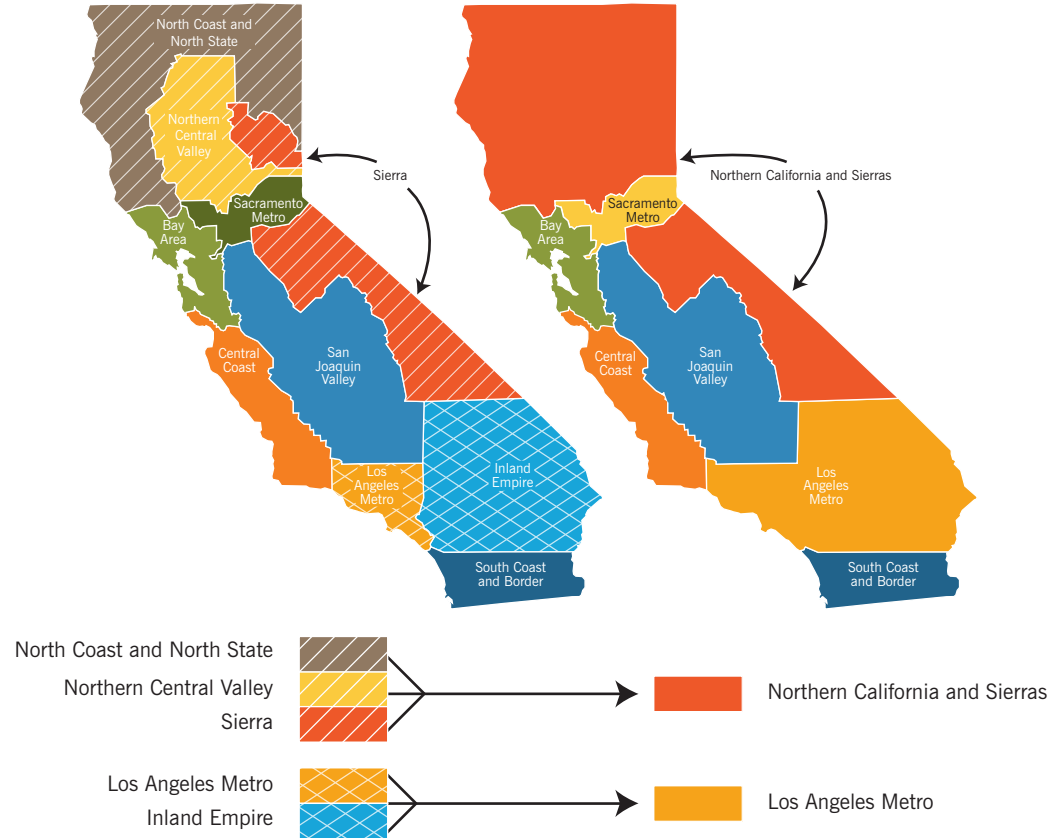 North Coast and
North State
Northern
Central
Valley
Sierra
Sacramento
Metro
Bay
Area
Central
Coast
San
Joaquin
Valley
Los
Angeles
Metro
Inland
Empire
South Coast
and Border
Northern California and Sierras
Sacramento
Metro
Bay
Area
Central
Coast
San
Joaquin
Valley
Los
Angeles
Metro
South Coast
and Border
North Coast and North State
Northern Central Valley
Sierra
Northern California and Sierras
Los Angeles Metro
Inland Empire
Los Angeles Metro